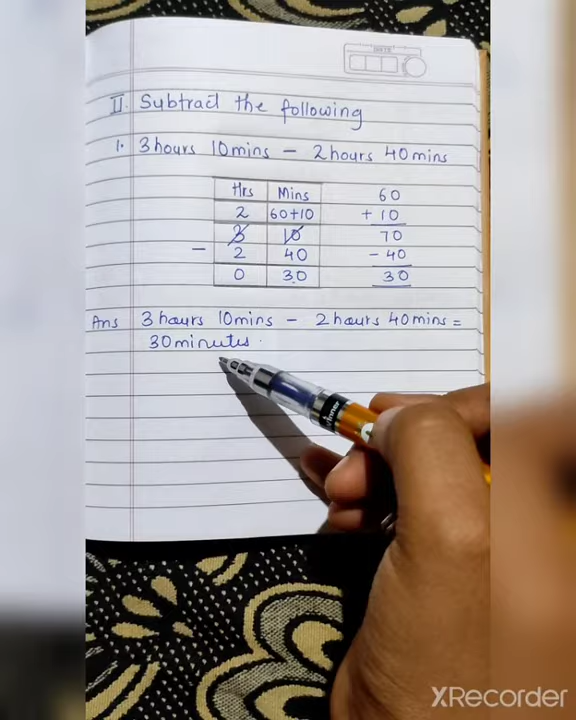 DATE
II. Subtract the following
1. 3 hours 10 mins - 2 hours 40 mins
Hrs Mins 60
2 60+10 + 10
3 10 70
- 2 40 - 40
0 30 30
Ans 3 hours 10 mins - 2 hours 40 mins =
30 minutes.
XRecorder